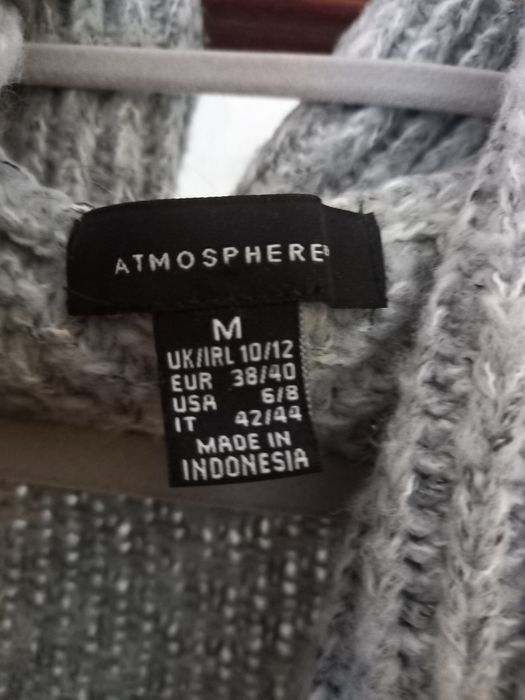 ATMOSPHERE®
M
UK/IRL 10/12
EUR 38/40
USA 6/8
IT 42/44
MADE IN
INDONESIA